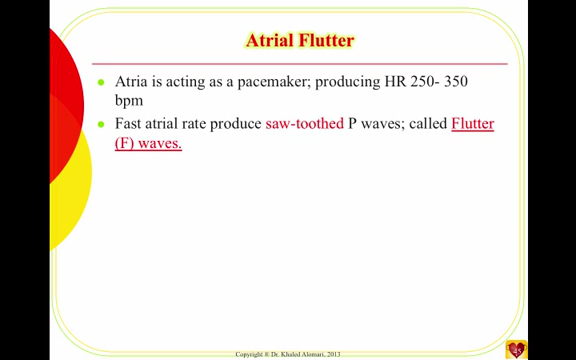 Atrial Flutter
Atria is acting as a pacemaker; producing HR 250- 350
bpm
Fast atrial rate produce saw-toothed P waves; called Flutter
(F) waves.
Copyright ® Dr. Khaled Alomari, 2013